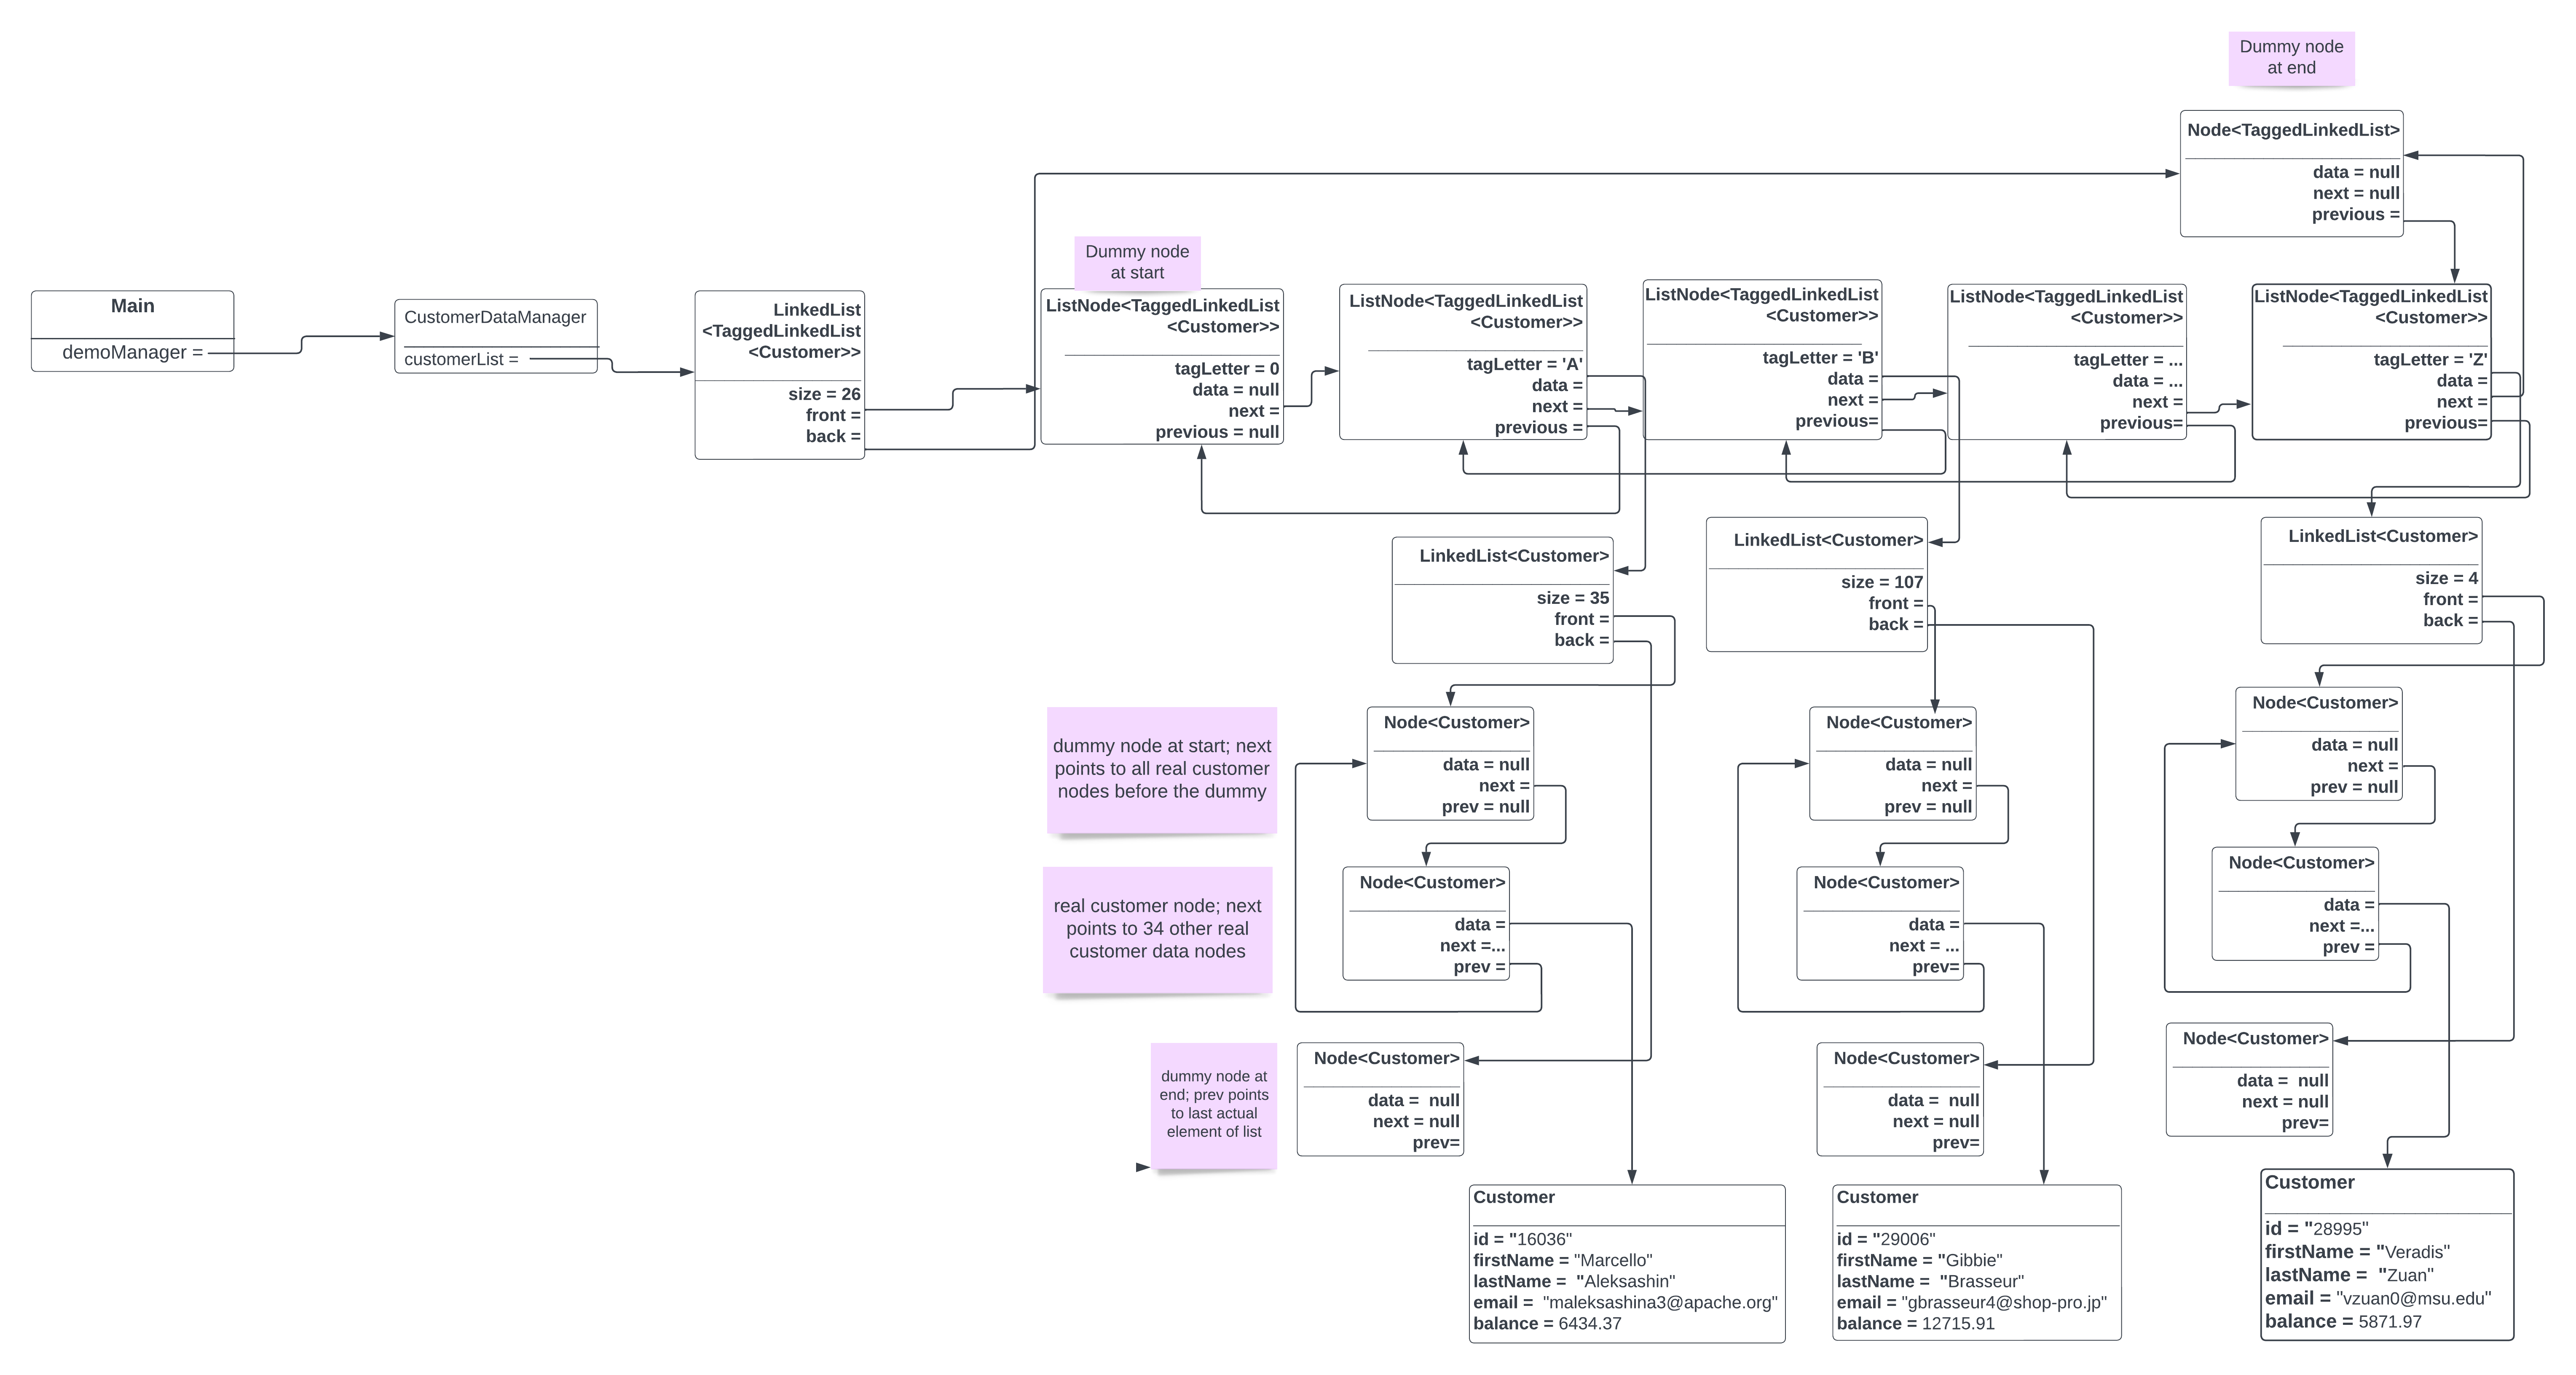 Dummy node
at end
Node<TaggedLinkedList>
data = null
next = null
previous =
Dummy node
at start
Main
demoManager =
CustomerDataManager
customerList =
LinkedList
<TaggedLinkedList
<Customer>>
size = 26
front =
back =
ListNode<TaggedLinkedList
<Customer>>
tagLetter = 0
data = null
next =
previous = null
ListNode<TaggedLinkedList
<Customer>>
tagLetter = 'A'
data =
next =
previous =
ListNode<TaggedLinkedList
<Customer>>
tagLetter = 'B'
data =
next =
previous=
ListNode<TaggedLinkedList
<Customer>>
tagLetter = ...
data = ...
next =
previous=
ListNode<TaggedLinkedList
<Customer>>
tagLetter = 'Z'
data =
next =
previous=
LinkedList<Customer>
size = 35
front =
back =
LinkedList<Customer>
size = 107
front =
back =
LinkedList<Customer>
size = 4
front =
back =
dummy node at start; next
points to all real customer
nodes before the dummy
Node<Customer>
data = null
next =
prev = null
Node<Customer>
data = null
next =
prev = null
Node<Customer>
data = null
next =
prev = null
real customer node; next
points to 34 other real
customer data nodes
Node<Customer>
data =
next =...
prev =
Node<Customer>
data =
next = ...
prev=
Node<Customer>
data =
next =...
prev =
dummy node at
end; prev points
to last actual
element of list
Node<Customer>
data =  null
next = null
prev=
Node<Customer>
data =  null
next = null
prev=
Node<Customer>
data =  null
next = null
prev=
Customer
id = "16036"
firstName = "Marcello"
lastName =  "Aleksashin"
email =  "maleksashina3@apache.org"
balance = 6434.37
Customer
id = "29006"
firstName = "Gibbie"
lastName =  "Brasseur"
email = "gbrasseur4@shop-pro.jp"
balance = 12715.91
Customer
id = "28995"
firstName = "Veradis"
lastName =  "Zuan"
email = "vzuan0@msu.edu"
balance = 5871.97